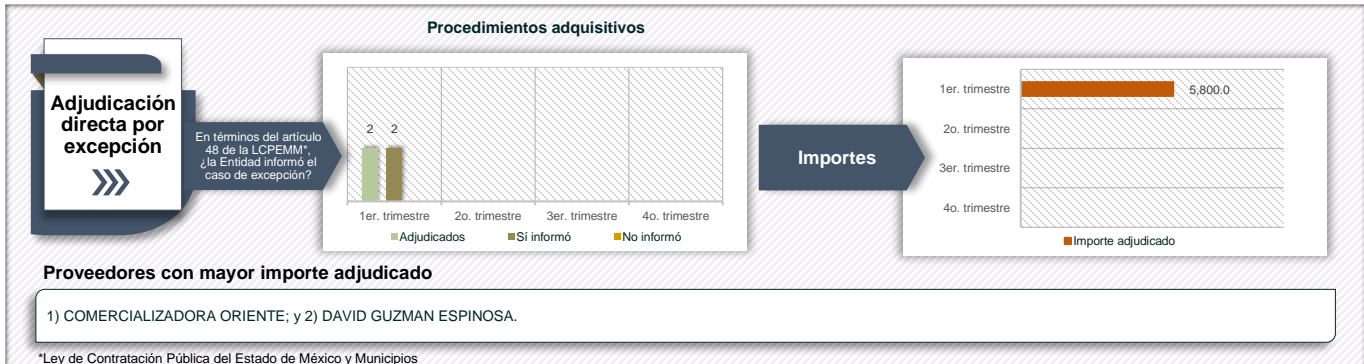 Procedimientos adquisitivos
Adjudicación
directa por
excepción
En términos del artículo
48 de la LCPEMM*,
¿la Entidad informó el
caso de excepción?
2 2
1er. trimestre 2o. trimestre 3er. trimestre 4o. trimestre
Adjudicados Sí informó No informó
Importes
1er. trimestre 5,800.0
2o. trimestre
3er. trimestre
4o. trimestre
Importe adjudicado
Proveedores con mayor importe adjudicado
1) COMERCIALIZADORA ORIENTE; y 2) DAVID GUZMAN ESPINOSA.
*Ley de Contratación Pública del Estado de México y Municipios